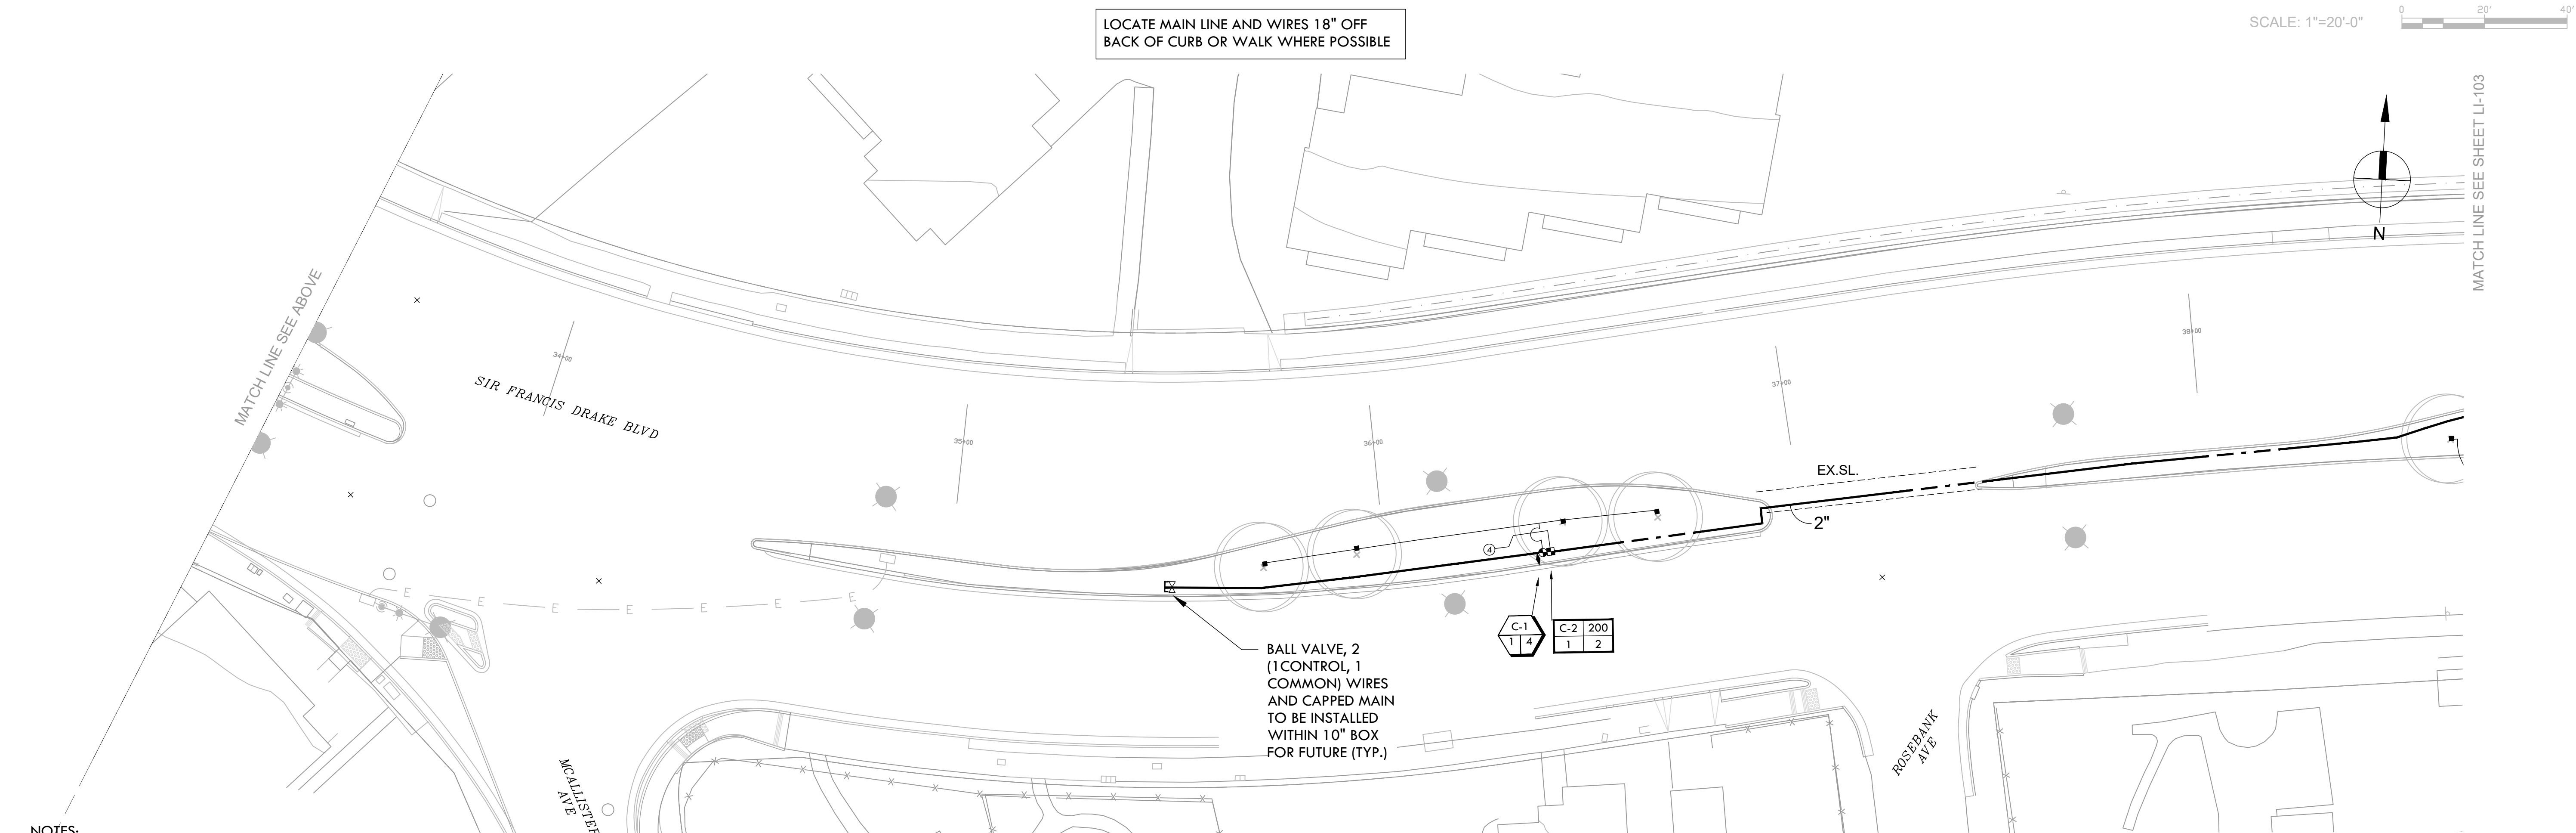 LOCATE MAIN LINE AND WIRES 18" OFF
BACK OF CURB OR WALK WHERE POSSIBLE
SCALE: 1"=20'-0"
0 20' 40'
MATCH LINE SEE SHEET LI-103
N
MATCH LINE SEE ABOVE
34+00
SIR FRANCIS DRAKE BLVD
35+00
36+00
37+00
38+00
EX.SL.
2"
4
E E E E E E E
C-1
1 4
C-2 200
1 2
BALL VALVE, 2
(1CONTROL, 1
COMMON) WIRES
AND CAPPED MAIN
TO BE INSTALLED
WITHIN 10" BOX
FOR FUTURE (TYP.)
MCALLISTER
AVE
ROSEBANK
AVE
NOTES: